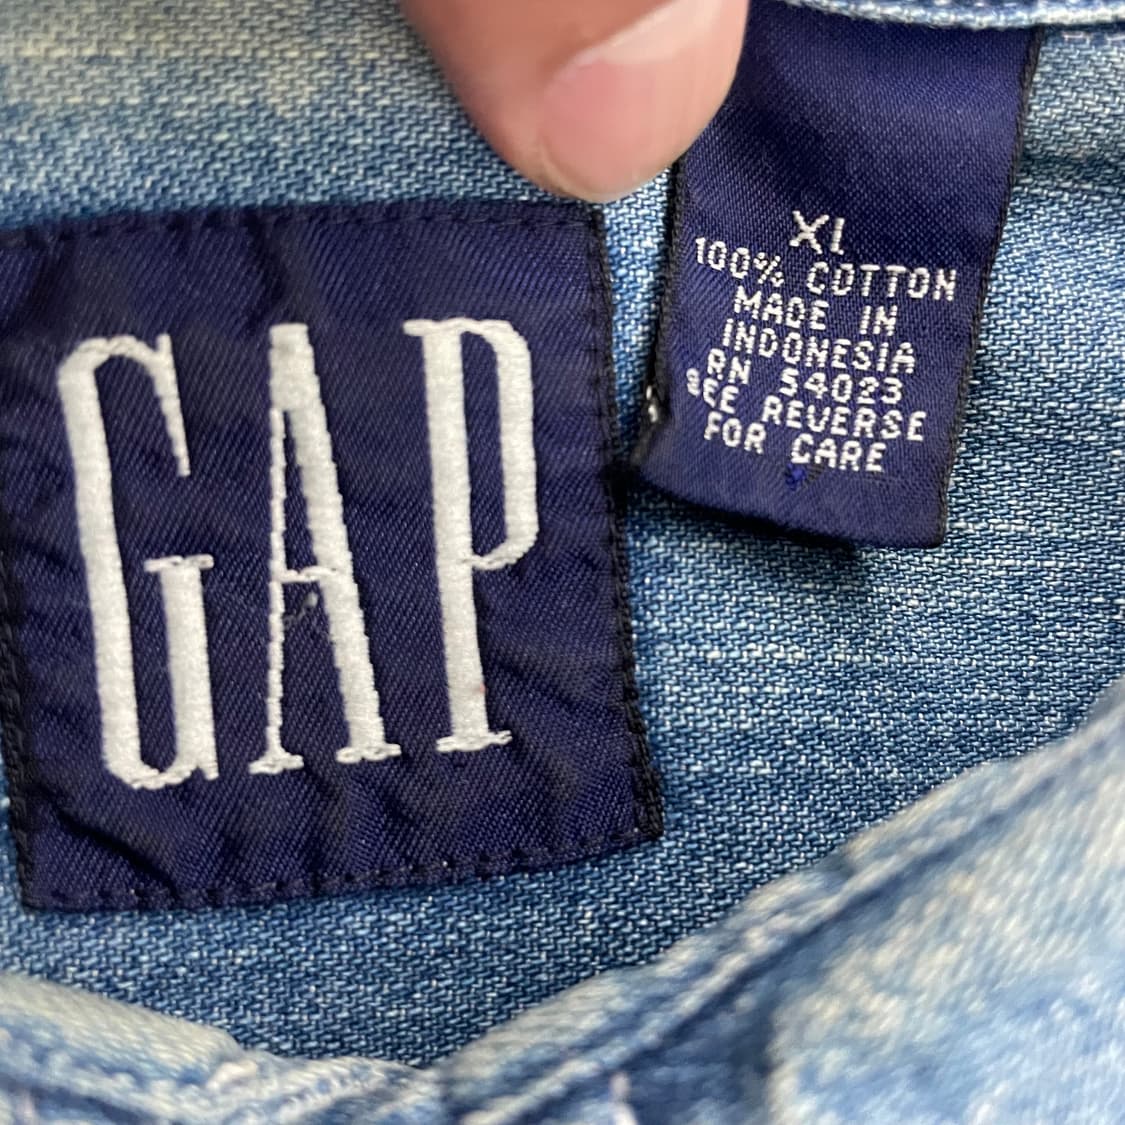 GAP
XL
100% COTTON
MADE IN
INDONESIA
RN 54023
SEE REVERSE
FOR CARE